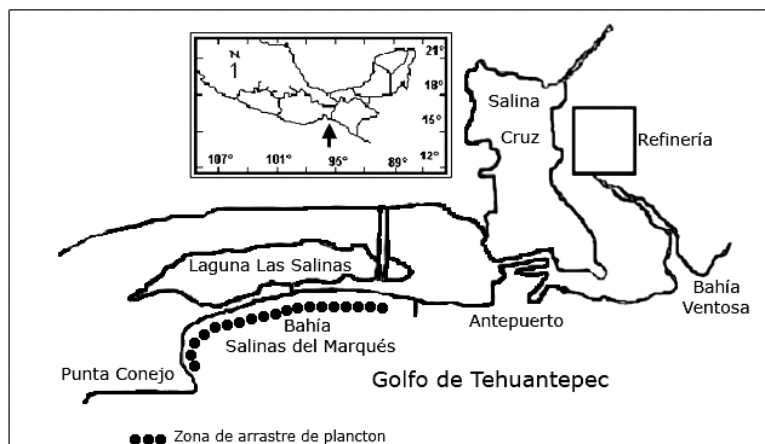 N
21°
18°
15°
12°
107°
101°
95°
89°
Salina
Cruz
Refinería
Laguna Las Salinas
Bahía
Ventosa
Antepuerto
Bahía
Salinas del Marqués
Punta Conejo
Golfo de Tehuantepec
Zona de arrastre de plancton